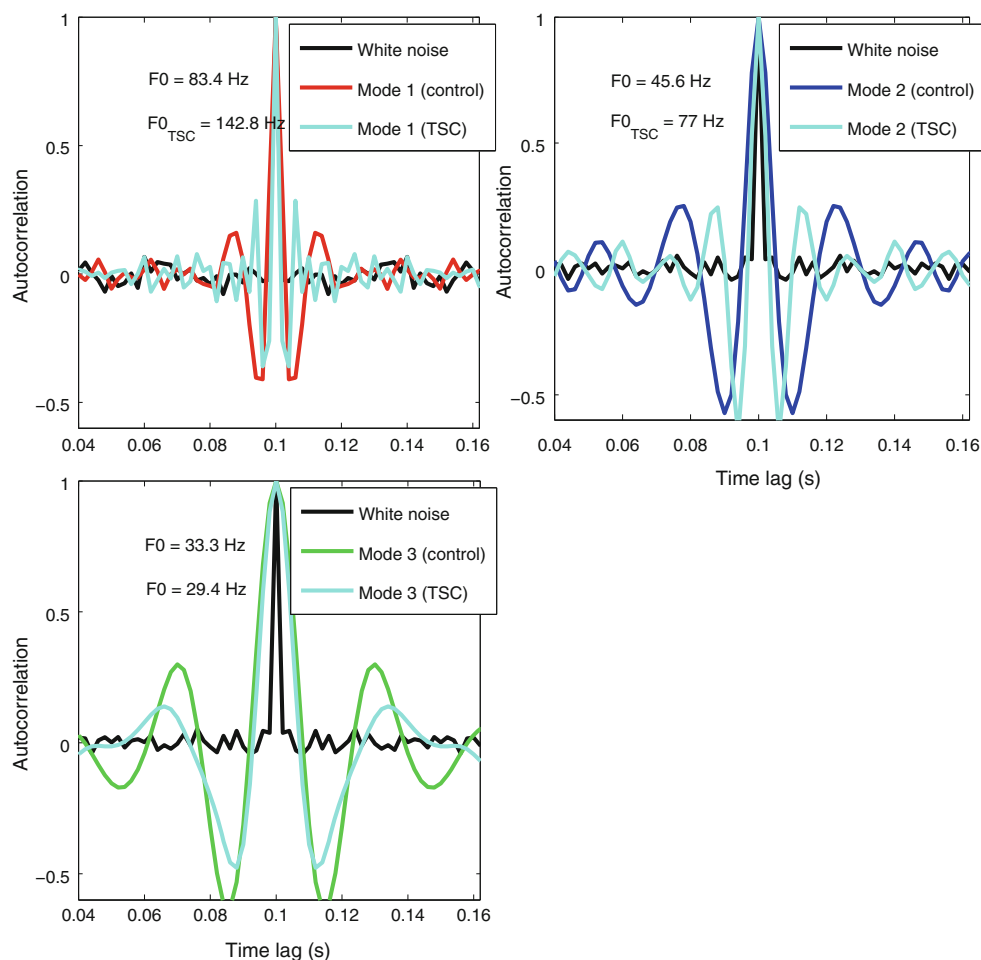 1
0.5
0
−0.5
Autocorrelation
F0 = 83.4 Hz
F0TSC = 142.8 Hz
White noise
Mode 1 (control)
Mode 1 (TSC)
0.04 0.06 0.08 0.1 0.12 0.14 0.16
1
0.5
0
−0.5
Autocorrelation
F0 = 45.6 Hz
F0TSC = 77 Hz
White noise
Mode 2 (control)
Mode 2 (TSC)
0.04 0.06 0.08 0.1 0.12 0.14 0.16
Time lag (s)
1
0.5
0
-0.5
Autocorrelation
F0 = 33.3 Hz
F0 = 29.4 Hz
White noise
Mode 3 (control)
Mode 3 (TSC)
0.04 0.06 0.08 0.1 0.12 0.14 0.16
Time lag (s)